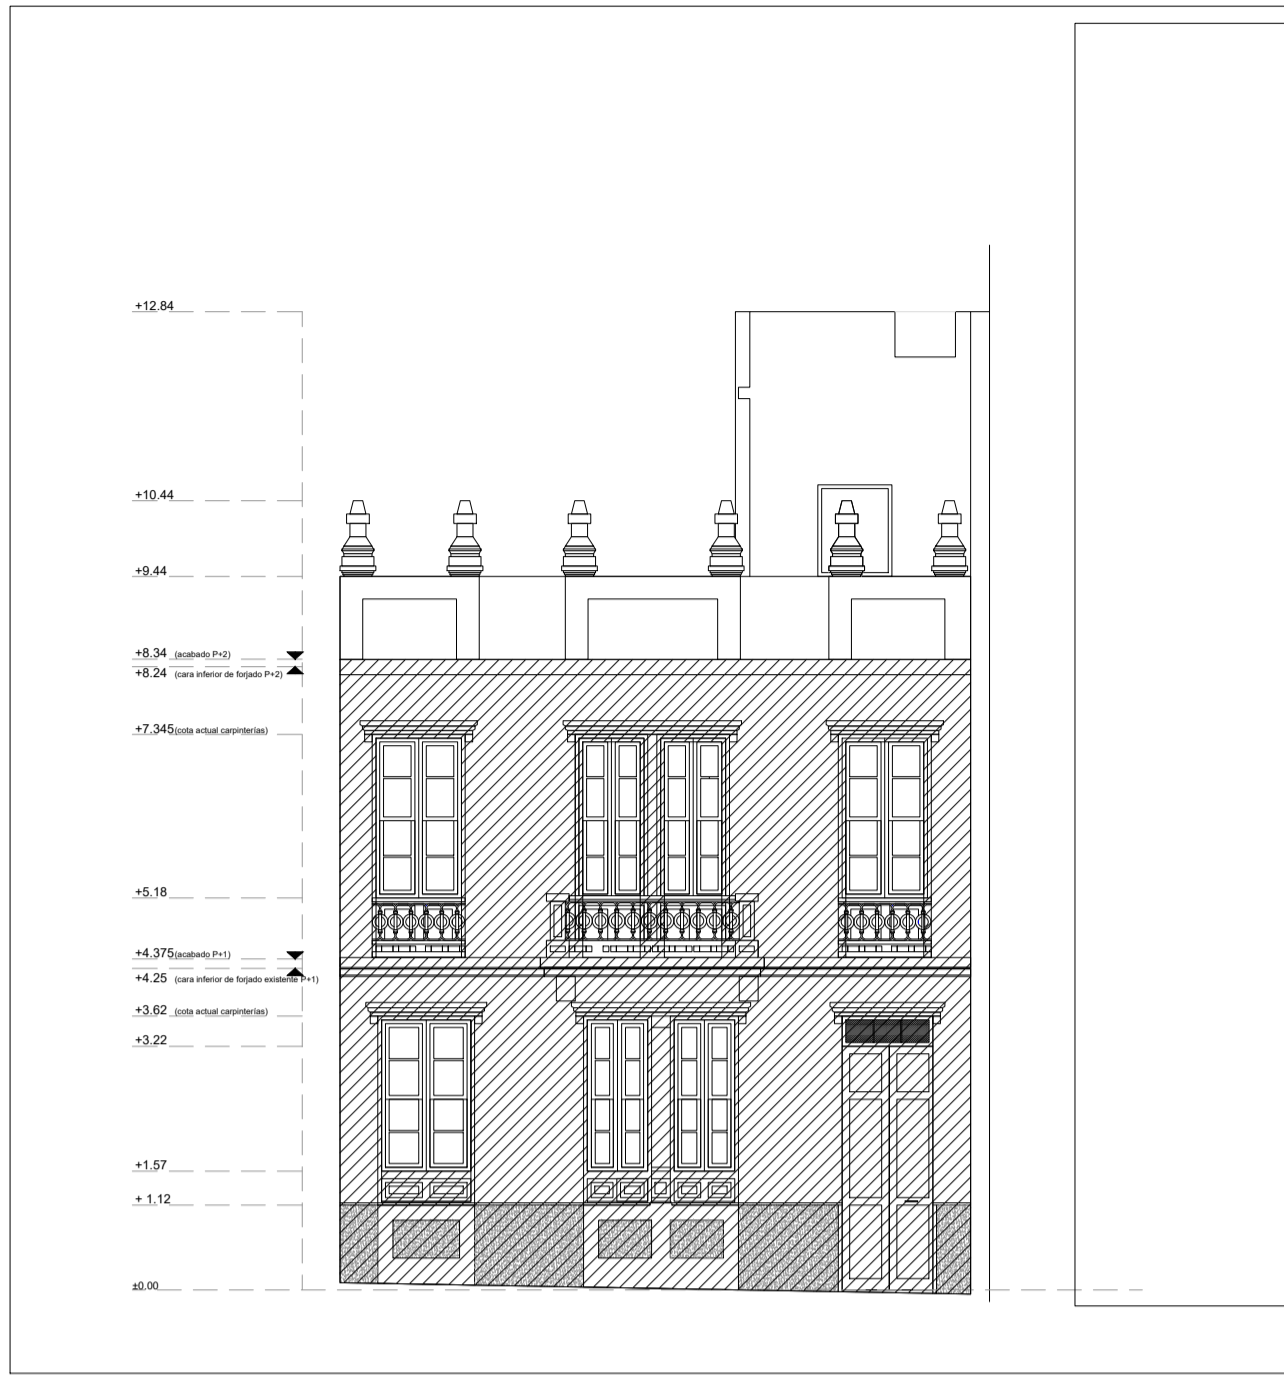 +12.84
+10.44
+9.44
+8.34 (acabado P+2)
+8.24 (cara inferior de forjado P+2)
+7.345(cota actual carpinterías)
+5.18
+4.375(acabado P+1)
+4.25 (cara inferior de forjado existente P+1)
+3.62 (cota actual carpinterías)
+3.22
+1.57
+ 1.12
±0.00